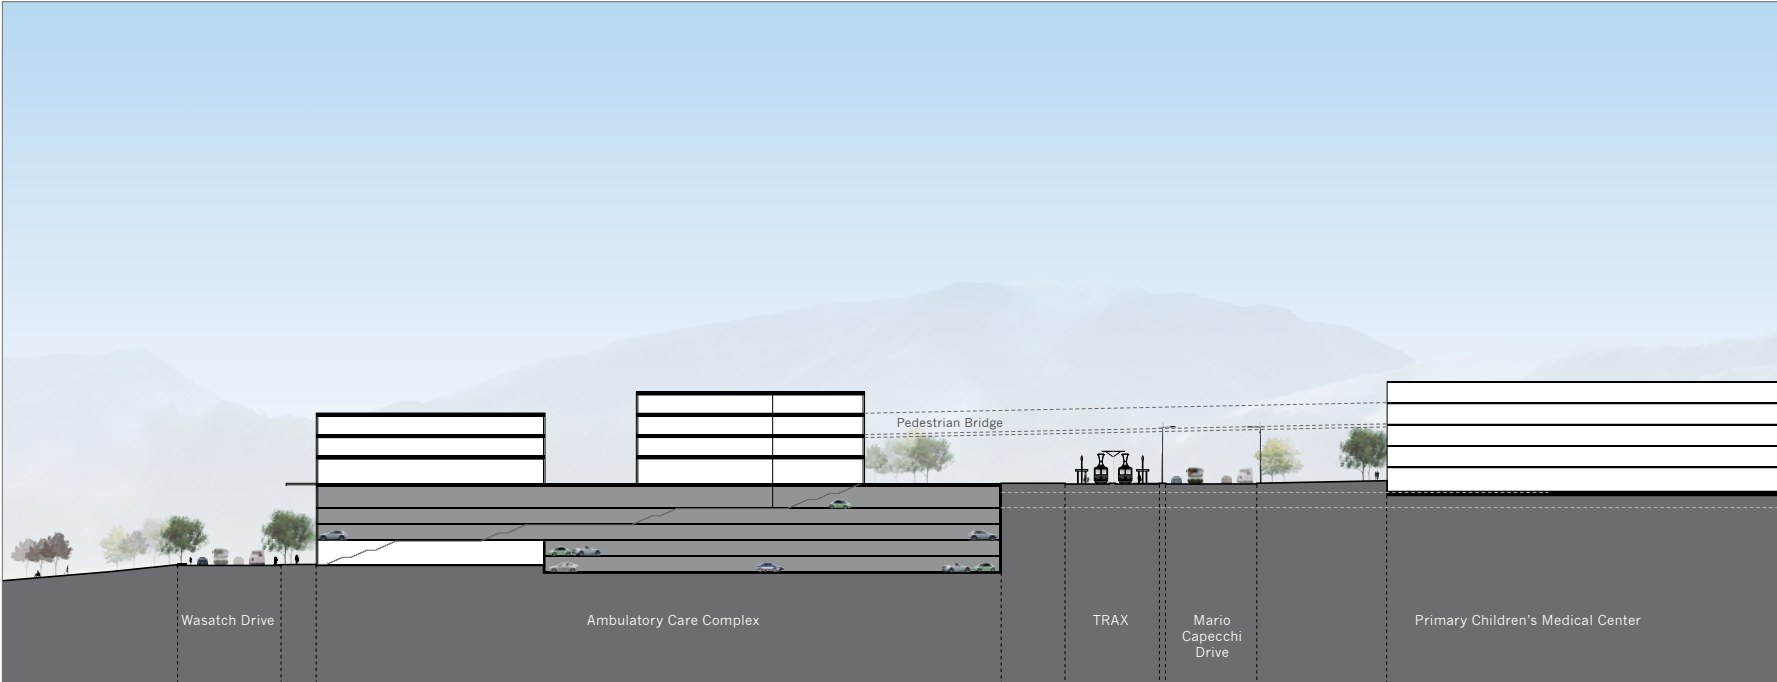 Pedestrian Bridge
Wasatch Drive
Ambulatory Care Complex
TRAX
Mario
Capecchi
Drive
Primary Children’s Medical Center